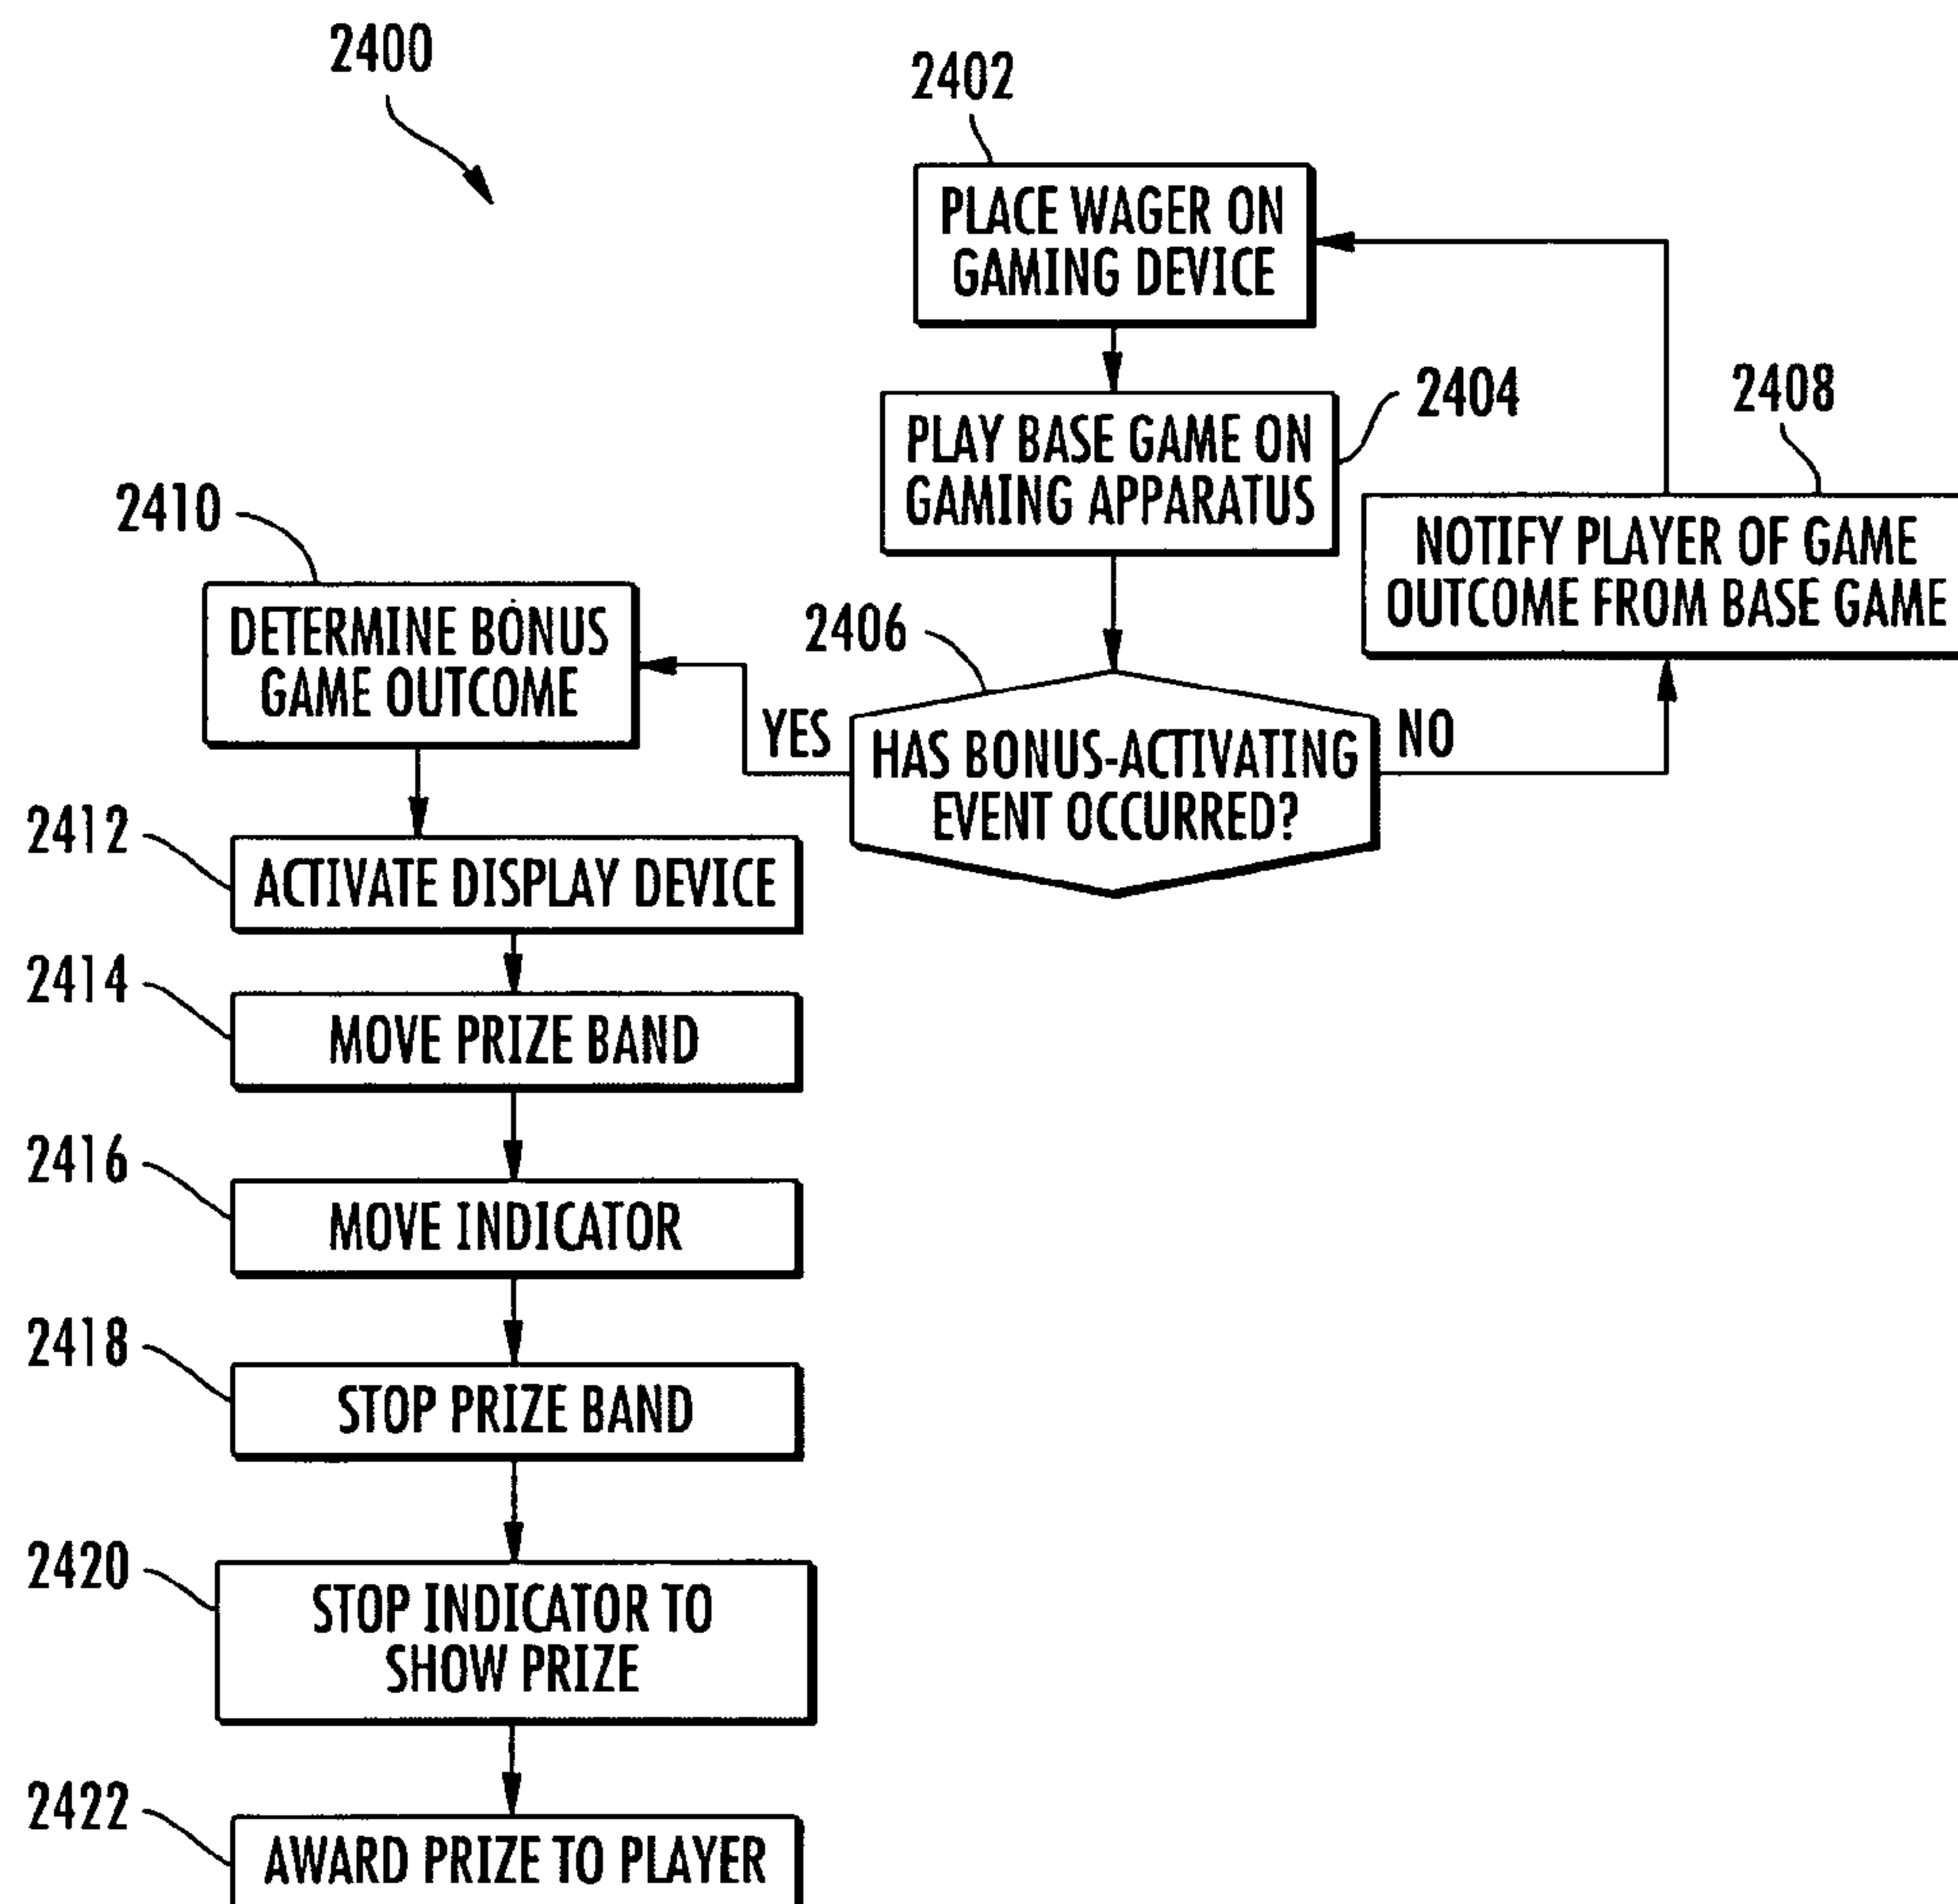 2400
2402
PLACE WAGER ON
GAMING DEVICE
2404
PLAY BASE GAME ON
GAMING APPARATUS
2408
NOTIFY PLAYER OF GAME
OUTCOME FROM BASE GAME
2406
HAS BONUS-ACTIVATING
EVENT OCCURRED?
YES
NO
2410
DETERMINE BONUS
GAME OUTCOME
2412
ACTIVATE DISPLAY DEVICE
2414
MOVE PRIZE BAND
2416
MOVE INDICATOR
2418
STOP PRIZE BAND
2420
STOP INDICATOR TO
SHOW PRIZE
2422
AWARD PRIZE TO PLAYER